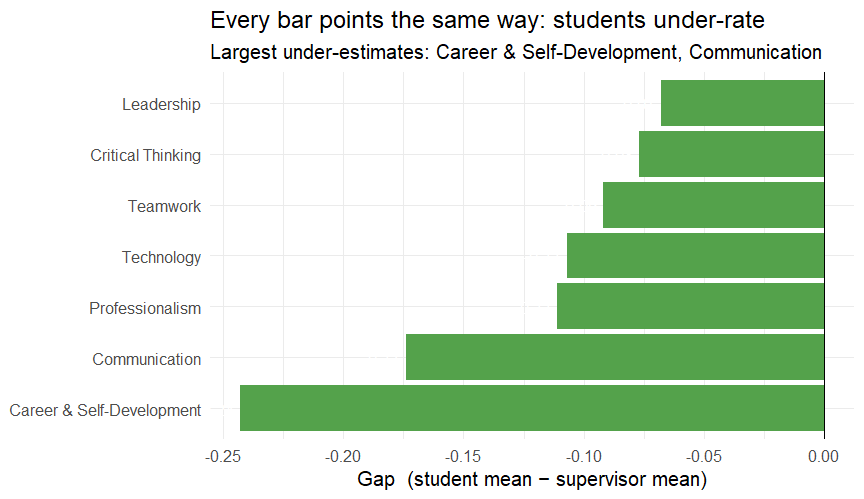 Every bar points the same way: students under-rate
Largest under-estimates: Career & Self-Development, Communication
Leadership
Critical Thinking
Teamwork
Technology
Professionalism
Communication
Career & Self-Development
-0.25 -0.20 -0.15 -0.10 -0.05 0.00
Gap (student mean − supervisor mean)